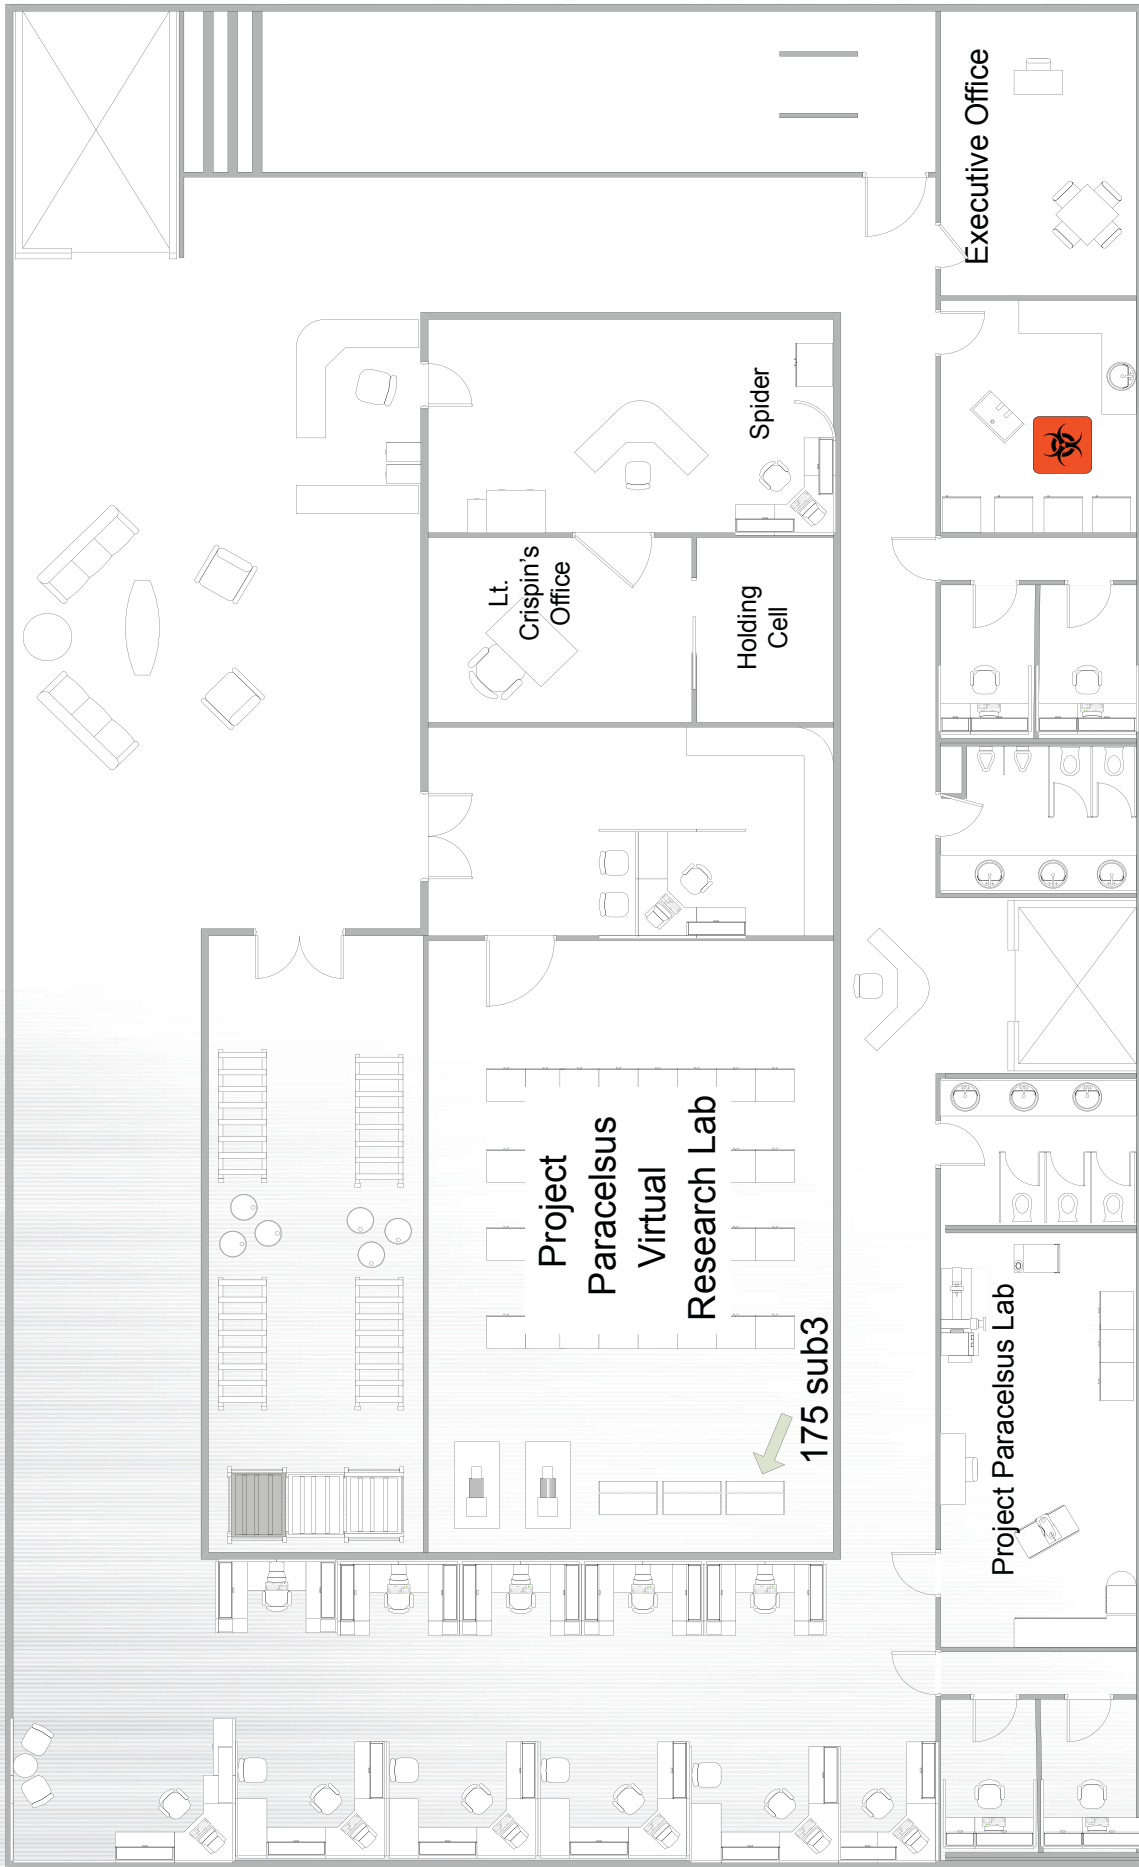 Executive Office
Spider
Lt.
Crispin's
Office
Holding
Cell
Project
Paracelsus
Virtual
Research Lab
175 sub3
Project Paracelsus Lab